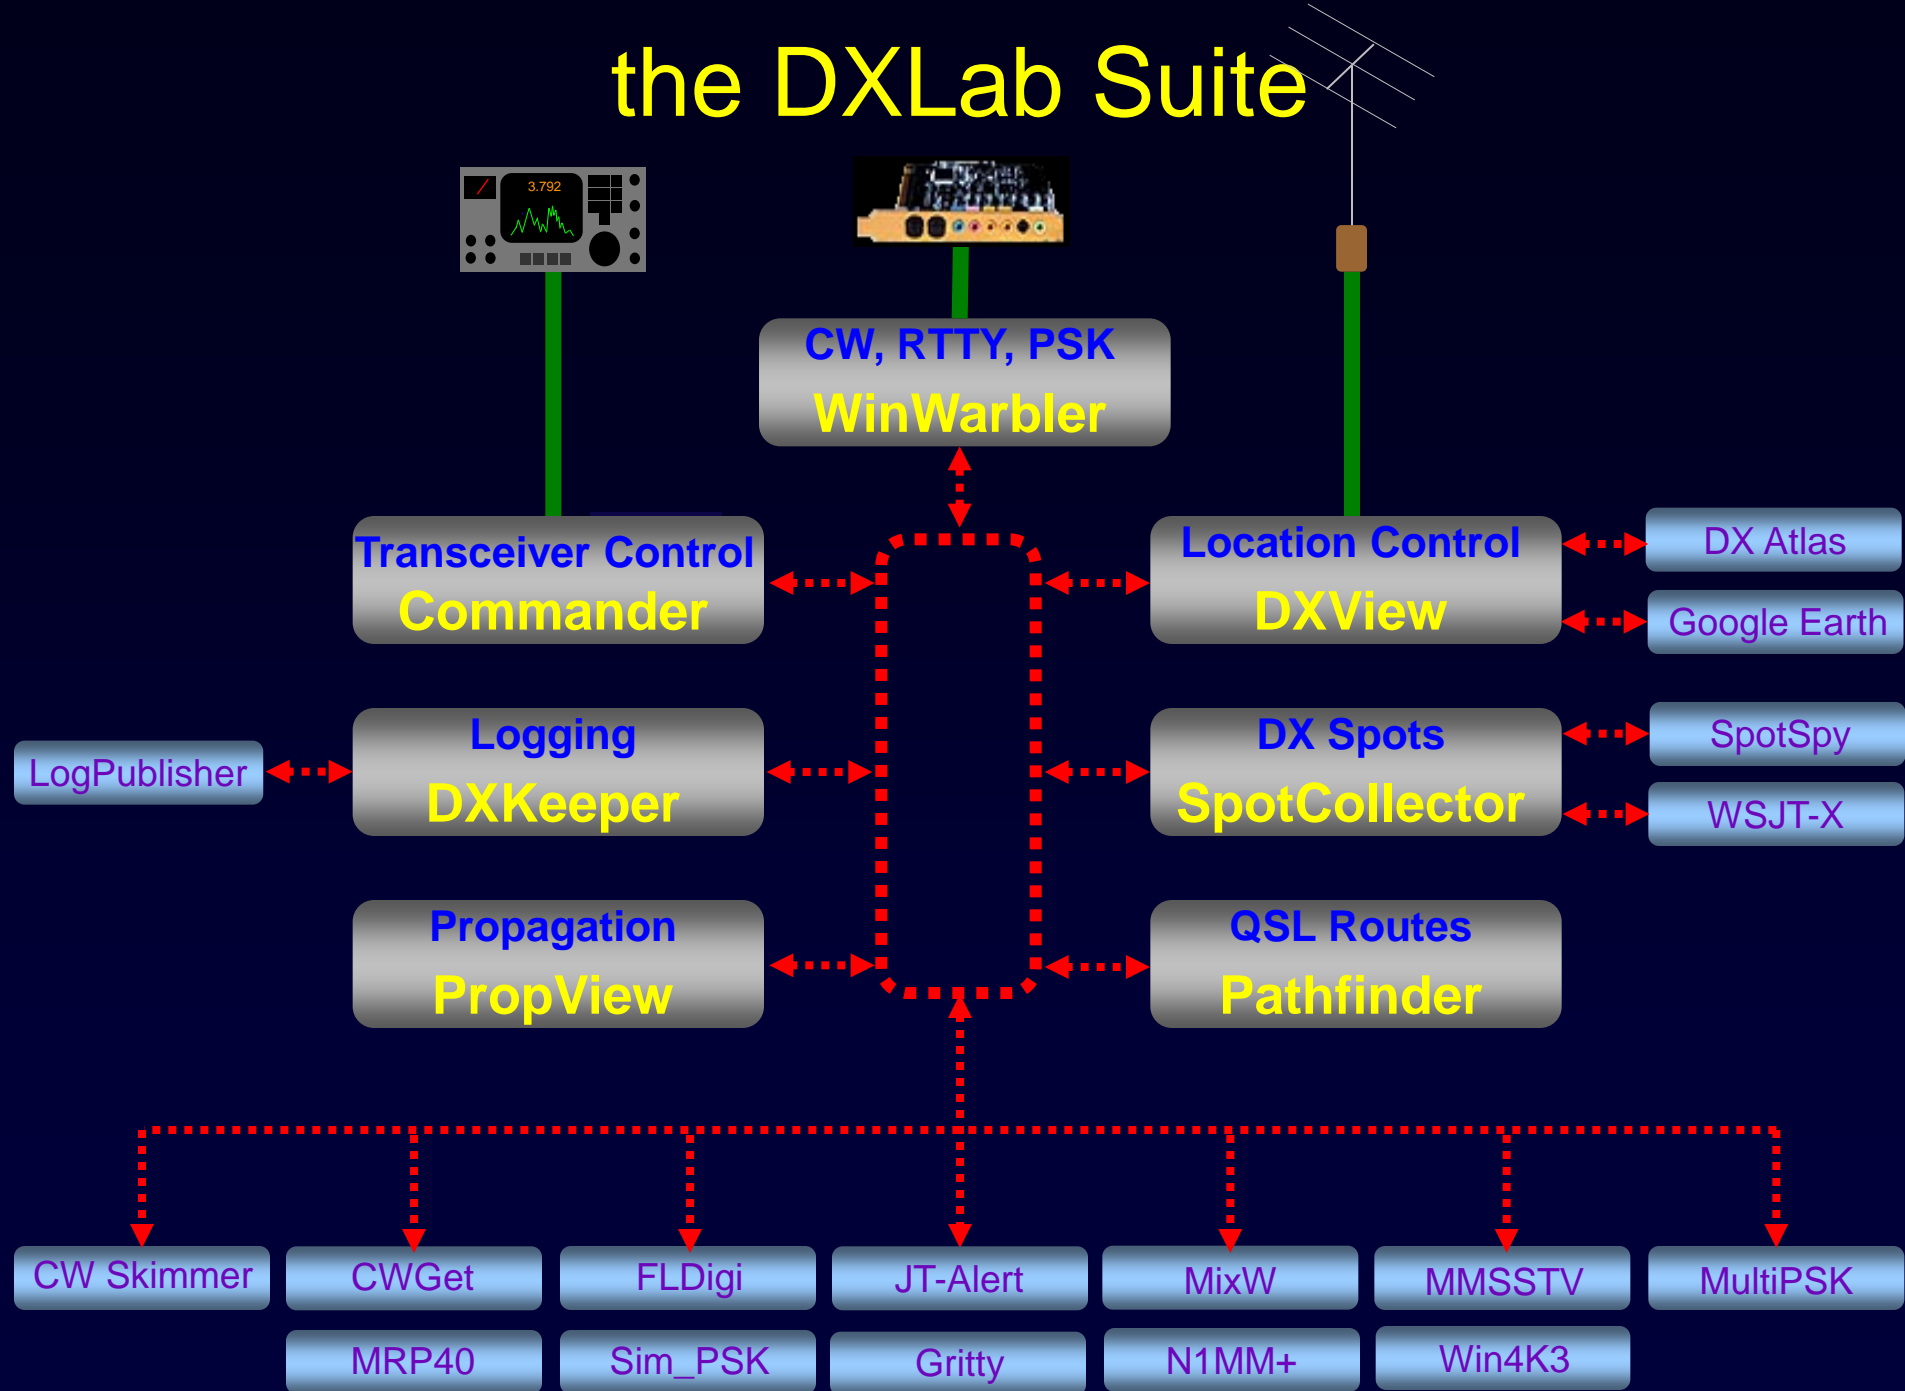 the DXLab Suite
3.792
CW, RTTY, PSK
WinWarbler
Transceiver Control
Commander
Location Control
DXView
DX Atlas
Google Earth
Logging
DXKeeper
LogPublisher
DX Spots
SpotCollector
SpotSpy
WSJT-X
Propagation
PropView
QSL Routes
Pathfinder
CW Skimmer
CWGet
FLDigi
JT-Alert
MixW
MMSSTV
MultiPSK
MRP40
Sim_PSK
Gritty
N1MM+
Win4K3